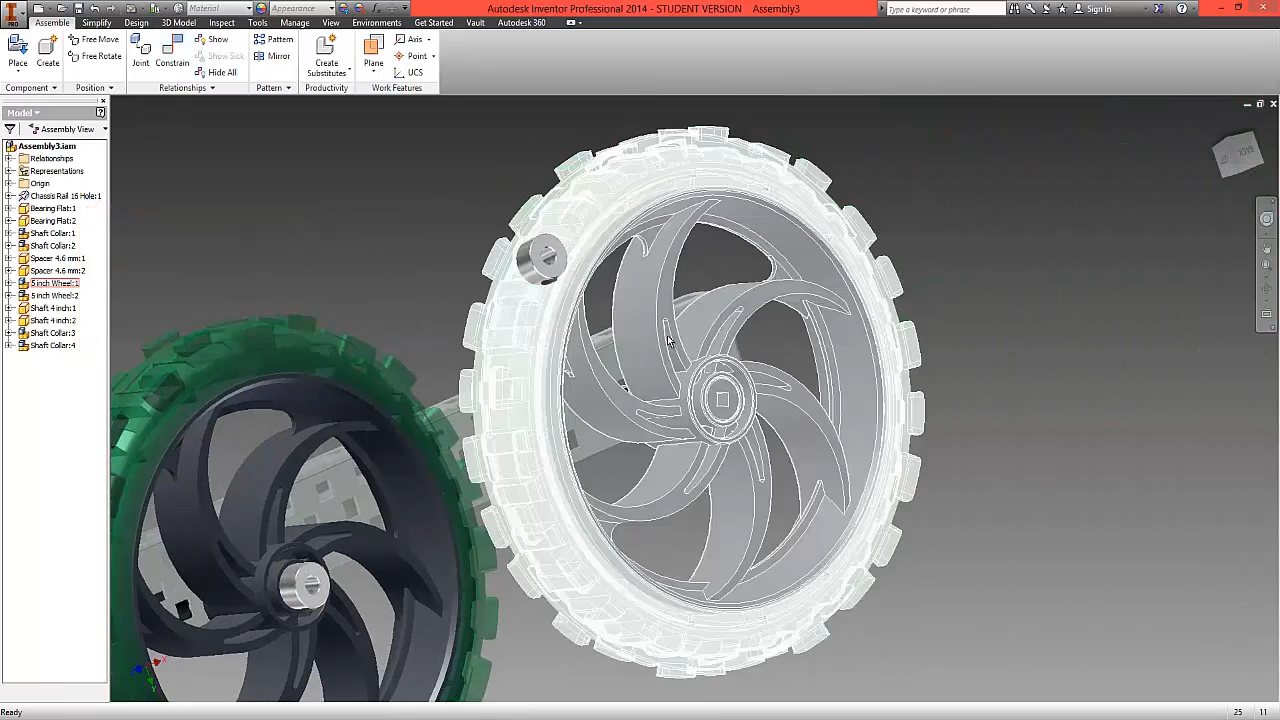 Material
Appearance
Autodesk Inventor Professional 2014 - STUDENT VERSION Assembly3
Type a keyword or phrase
Sign In
PRO
Assemble Simplify Design 3D Model Inspect Tools Manage View Environments Get Started Vault Autodesk 360
Place
Create
Free Move
Free Rotate
Joint
Constrain
Show
Show Sick
Hide All
Pattern
Mirror
Create
Substitutes
Plane
Axis
Point
UCS
Component
Position
Relationships
Pattern
Productivity
Work Features
Model
Assembly View
Assembly3.iam
Relationships
Representations
Origin
Chassis Rail 16 Hole:1
Bearing Flat:1
Bearing Flat:2
Shaft Collar:1
Shaft Collar:2
Spacer 4.6 mm:1
Spacer 4.6 mm:2
5 inch Wheel:1
5 inch Wheel:2
Shaft 4 inch:1
Shaft 4 inch:2
Shaft Collar:3
Shaft Collar:4
BACK
Ready
25 11